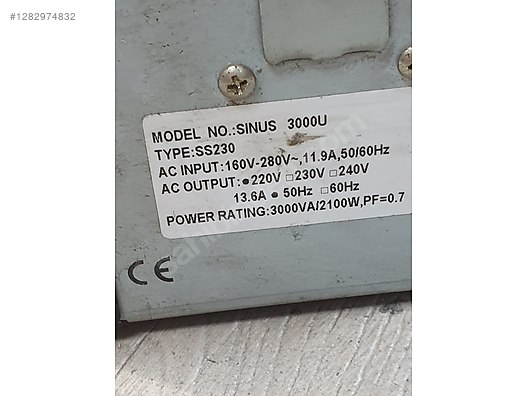 #1282974832
MODEL NO.:SINUS 3000U
TYPE:SS230
AC INPUT:160V-280V~,11.9A,50/60Hz
AC OUTPUT:●220V □230V □240V
13.6A ● 50Hz □60Hz
POWER RATING:3000VA/2100W,PF=0.7
CE